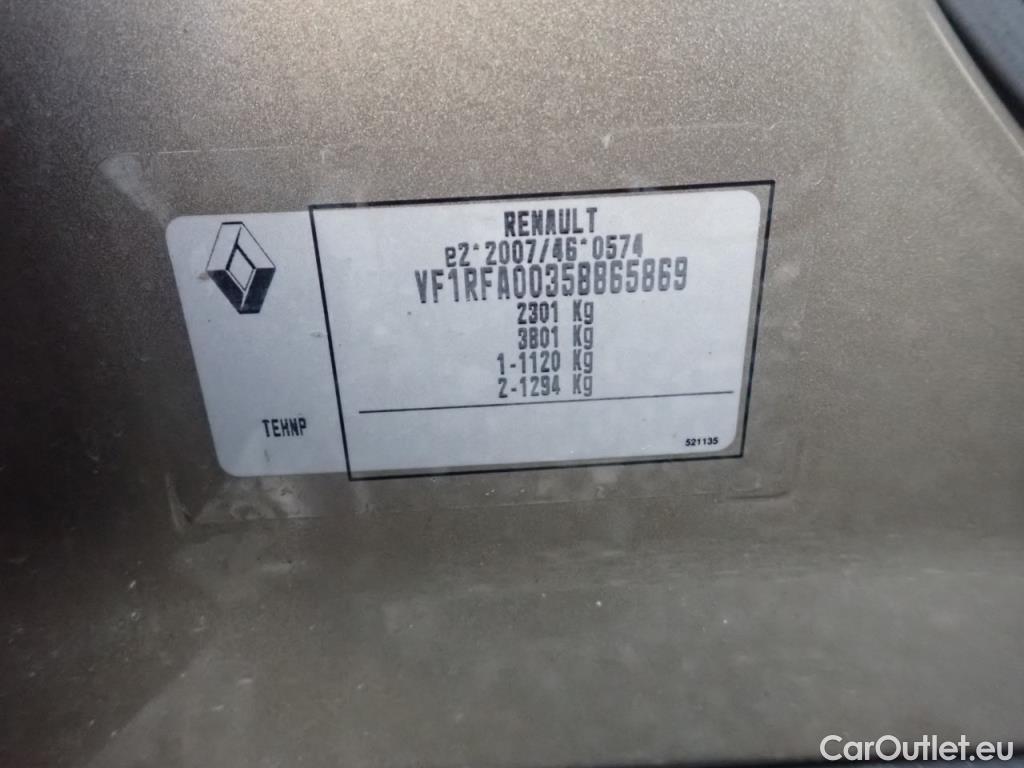 RENAULT
e2*2007/46*0574
VF1RFA00358865869
2301 Kg
3801 Kg
1-1120 Kg
2-1294 Kg
TEHNP
521135
CarOutlet.eu